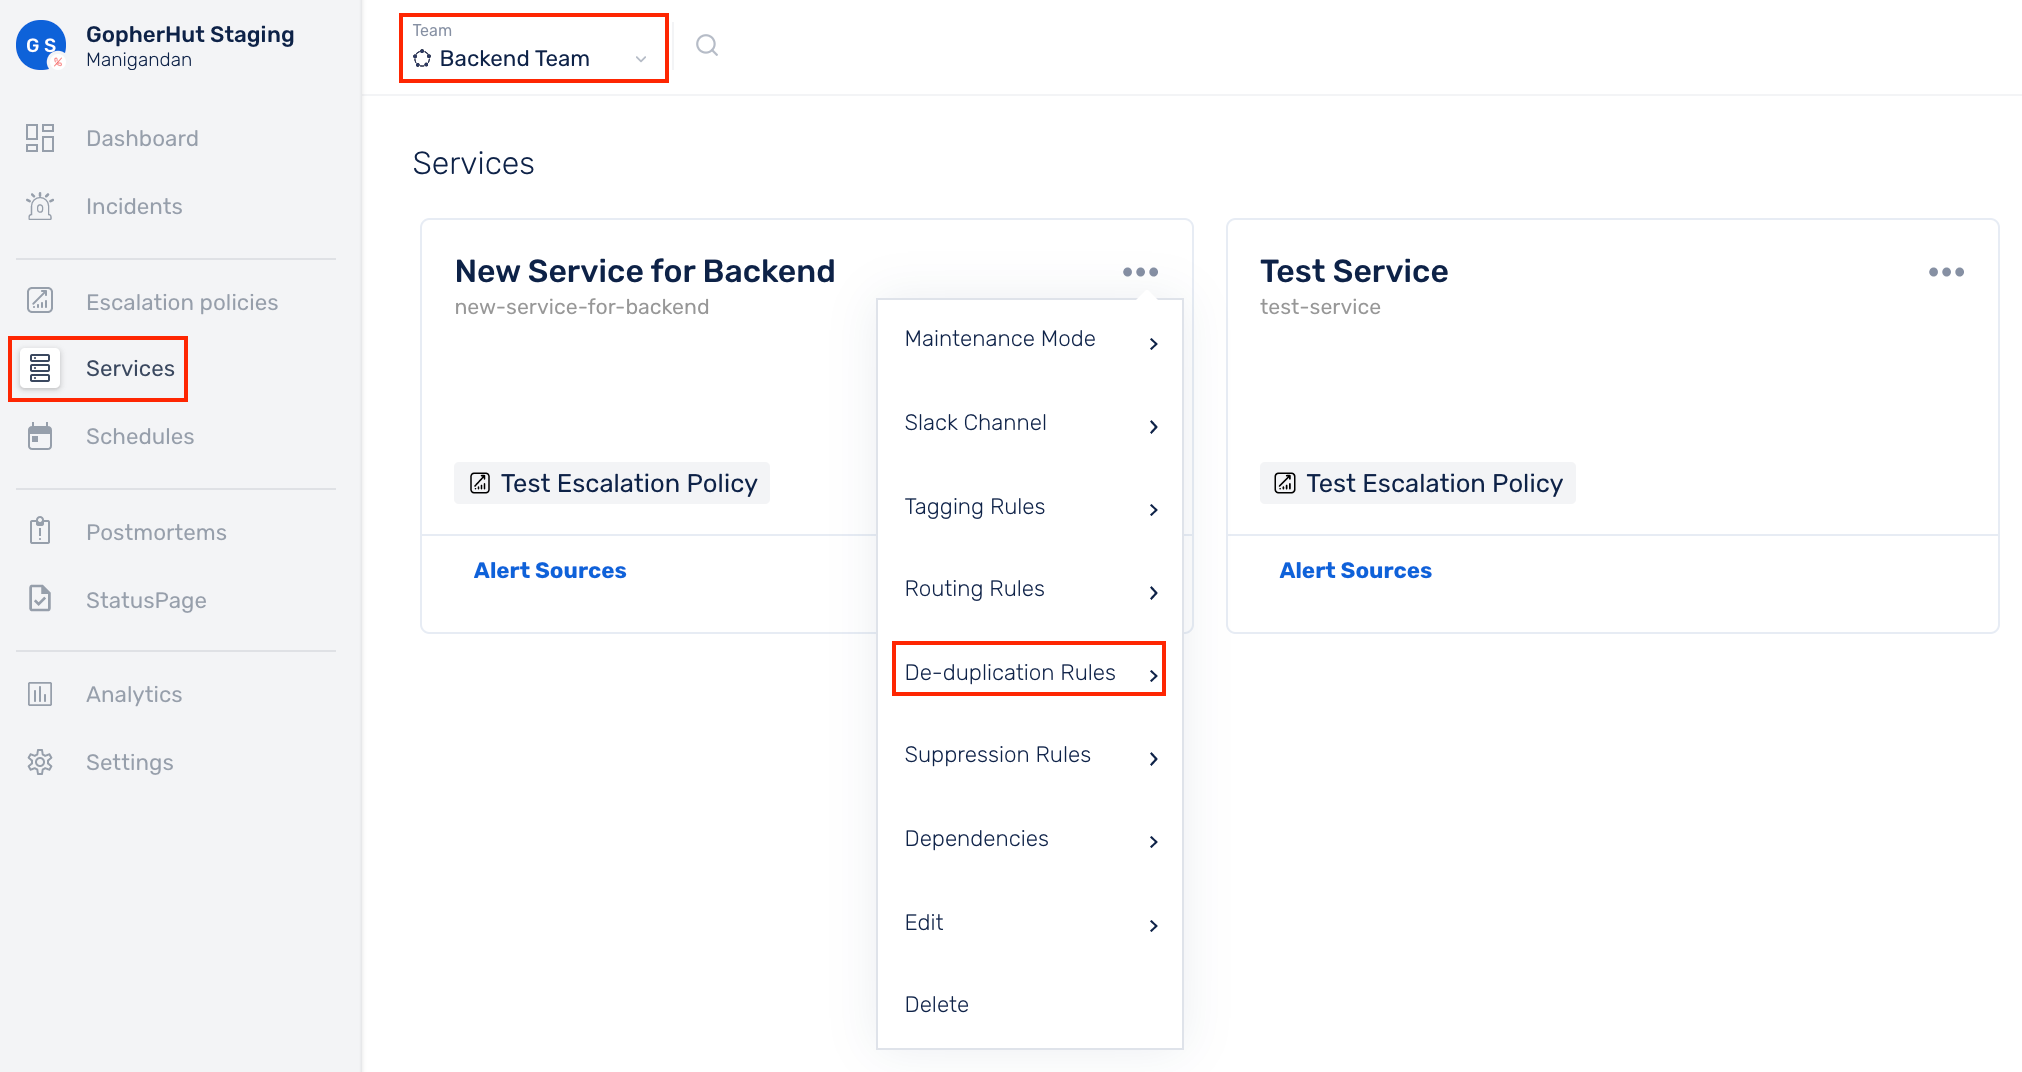 G S
%
GopherHut Staging
Manigandan
Dashboard
Incidents
Escalation policies
Services
Schedules
Postmortems
StatusPage
Analytics
Settings
Team
Backend Team
Services
New Service for Backend
new-service-for-backend
Test Escalation Policy
Alert Sources
Maintenance Mode
Slack Channel
Tagging Rules
Routing Rules
De-duplication Rules
Suppression Rules
Dependencies
Edit
Delete
Test Service
test-service
Test Escalation Policy
Alert Sources